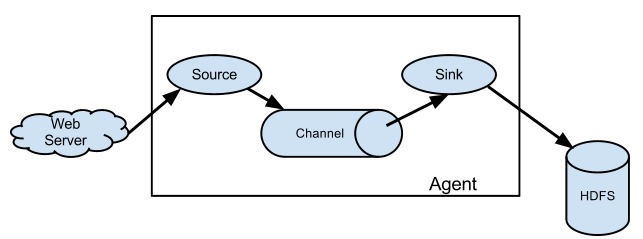 Source
Sink
Web
Server
Channel
Agent
HDFS